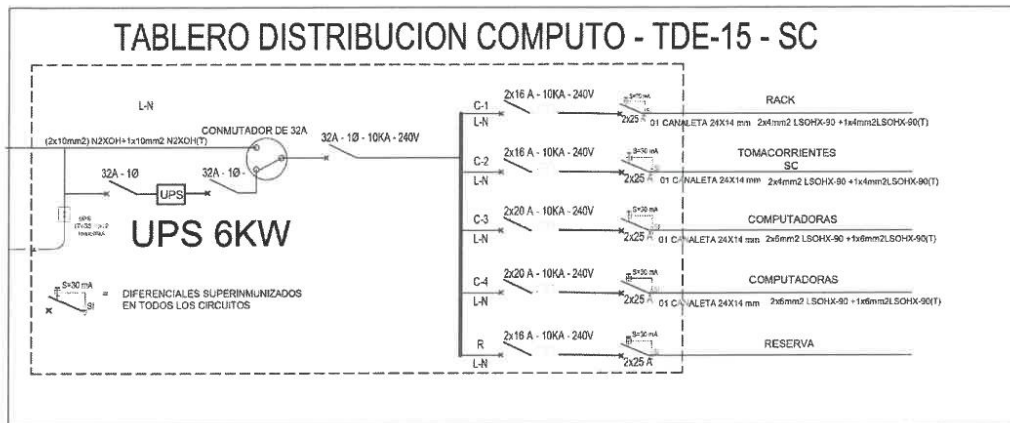 TABLERO DISTRIBUCION COMPUTO - TDE-15 - SC
L-N
(2x10mm2) N2XOH+1x10mm2 N2XOH(T)
CONMUTADOR DE 32A
32A - 1Ø - 10KA - 240V
32A - 1Ø
UPS
32A - 1Ø -
UPS 6KW
S=30 mA
SI
= DIFERENCIALES SUPERINMUNIZADOS
EN TODOS LOS CIRCUITOS
C-1
L-N
2x16 A - 10KA - 240V
2x25 A
RACK
01 CANALETA 24X14 mm 2x4mm2 LSOHX-90 +1x4mm2LSOHX-90(T)
C-2
L-N
2x16 A - 10KA - 240V
S=30 mA
2x25 A
TOMACORRIENTES
SC
01 CANALETA 24X14 mm 2x4mm2 LSOHX-90 +1x4mm2LSOHX-90(T)
C-3
L-N
2x20 A - 10KA - 240V
S=30 mA
2x25 A
COMPUTADORAS
01 CANALETA 24X14 mm 2x6mm2 LSOHX-90 +1x6mm2LSOHX-90(T)
C-4
L-N
2x20 A - 10KA - 240V
S=30 mA
2x25 A
COMPUTADORAS
01 CANALETA 24X14 mm 2x6mm2 LSOHX-90 +1x6mm2LSOHX-90(T)
R
L-N
2x16 A - 10KA - 240V
S=30 mA
2x25 A
RESERVA